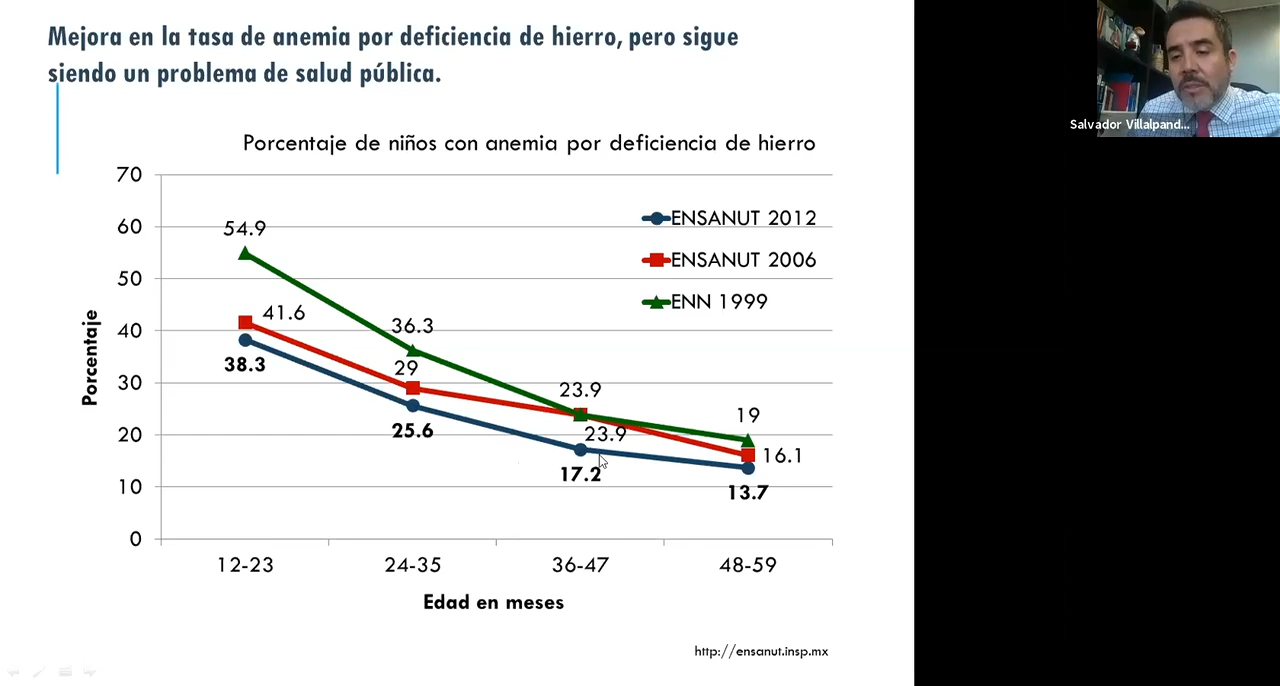 Mejora en la tasa de anemia por deficiencia de hierro, pero sigue
siendo un problema de salud pública.
Salvador Villalpand...
Porcentaje de niños con anemia por deficiencia de hierro
70
60
50
40
30
20
10
0
Porcentaje
ENSANUT 2012
ENSANUT 2006
ENN 1999
54.9
41.6
38.3
36.3
29
25.6
23.9
23.9
17.2
19
16.1
13.7
12-23
24-35
36-47
48-59
Edad en meses
http://ensanut.insp.mx